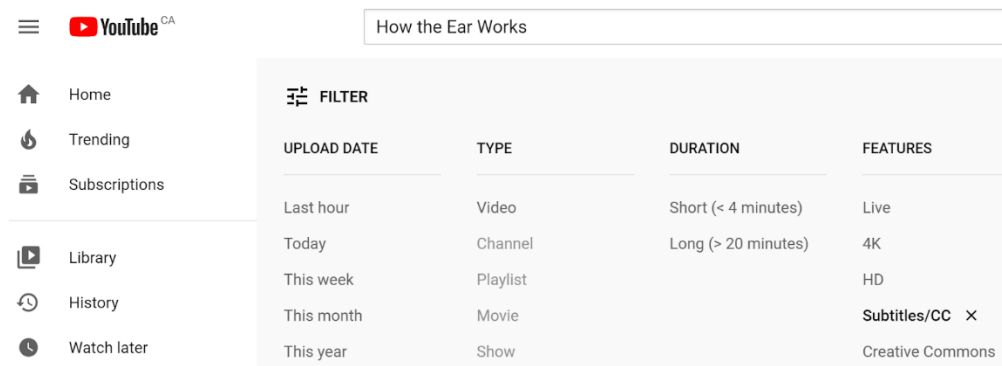 YouTube CA
How the Ear Works
Home
Trending
Subscriptions
Library
History
Watch later
FILTER
UPLOAD DATE
Last hour
Today
This week
This month
This year
TYPE
Video
Channel
Playlist
Movie
Show
DURATION
Short (< 4 minutes)
Long (> 20 minutes)
FEATURES
Live
4K
HD
Subtitles/CC ×
Creative Commons